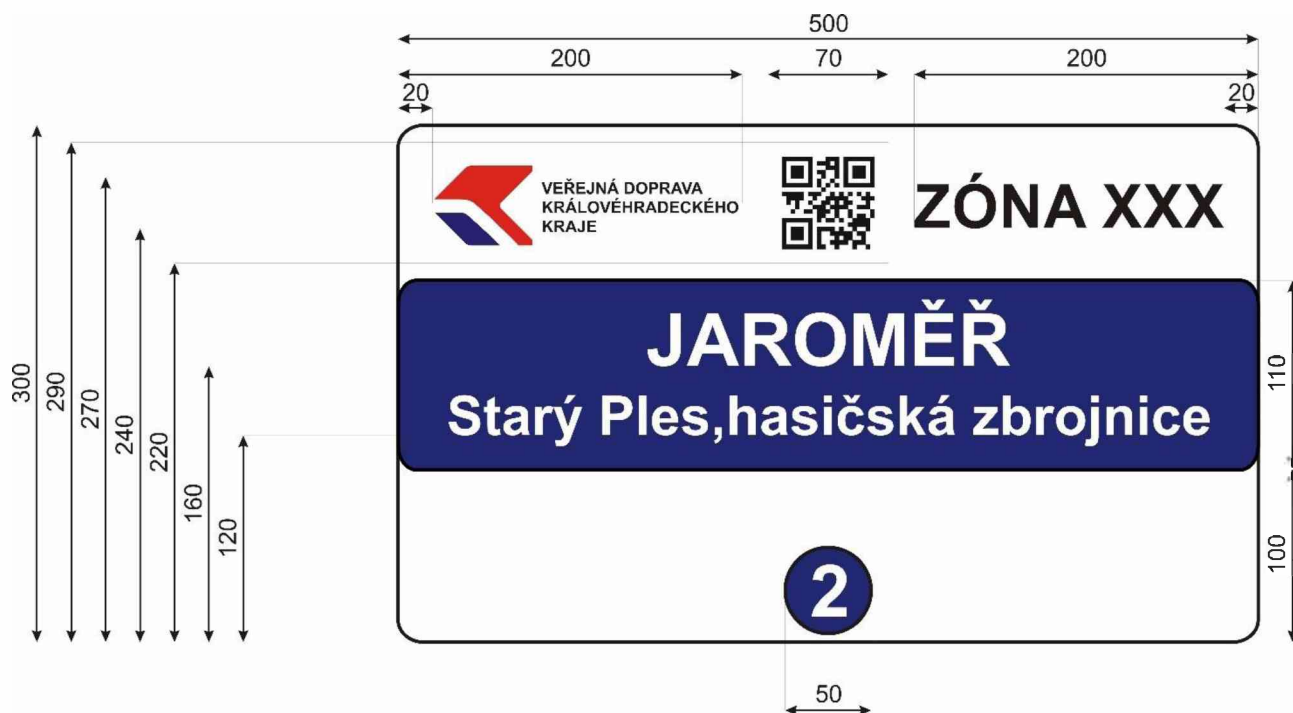 500
200 70 200
20 20
VEŘEJNÁ DOPRAVA
KRÁLOVÉHRADECKÉHO
KRAJE
ZÓNA XXX
JAROMĚŘ
Starý Ples,hasičská zbrojnice
2
300
290
270
240
220
160
120
110
100
50